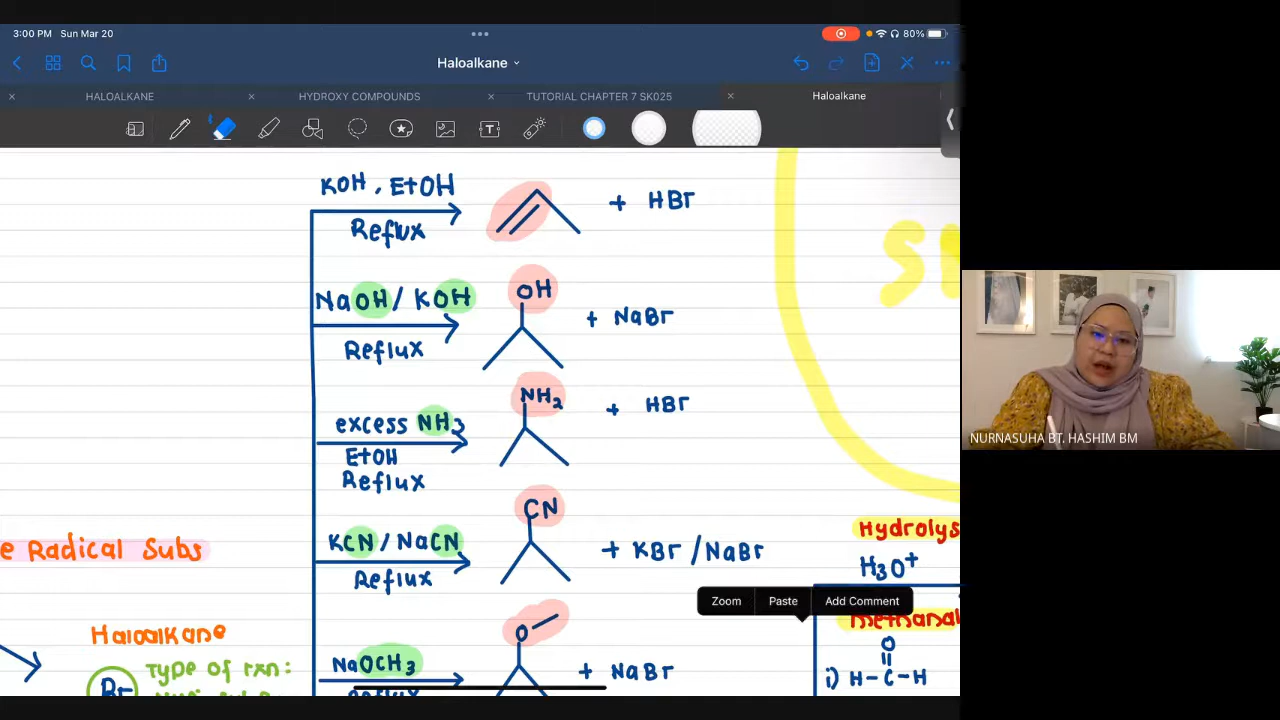 3:00 PM Sun Mar 20
80%
Haloalkane
HALOALKANE
HYDROXY COMPOUNDS
TUTORIAL CHAPTER 7 SK025
Haloalkane
KOH, EtOH
Reflux
+ HBr
NaOH / KOH
Reflux
OH
+ NaBr
excess NH3
EtOH
Reflux
NH2
+ HBr
KCN / NaCN
Reflux
CN
+ KBr / NaBr
NaOCH3
Reflux
O
+ NaBr
e Radical Subs
Haloalkane
Br
Type of rxn:
Hydrolys
H3O+
methanal
O
i) H-C-H
Zoom
Paste
Add Comment
NURNASUHA BT. HASHIM BM